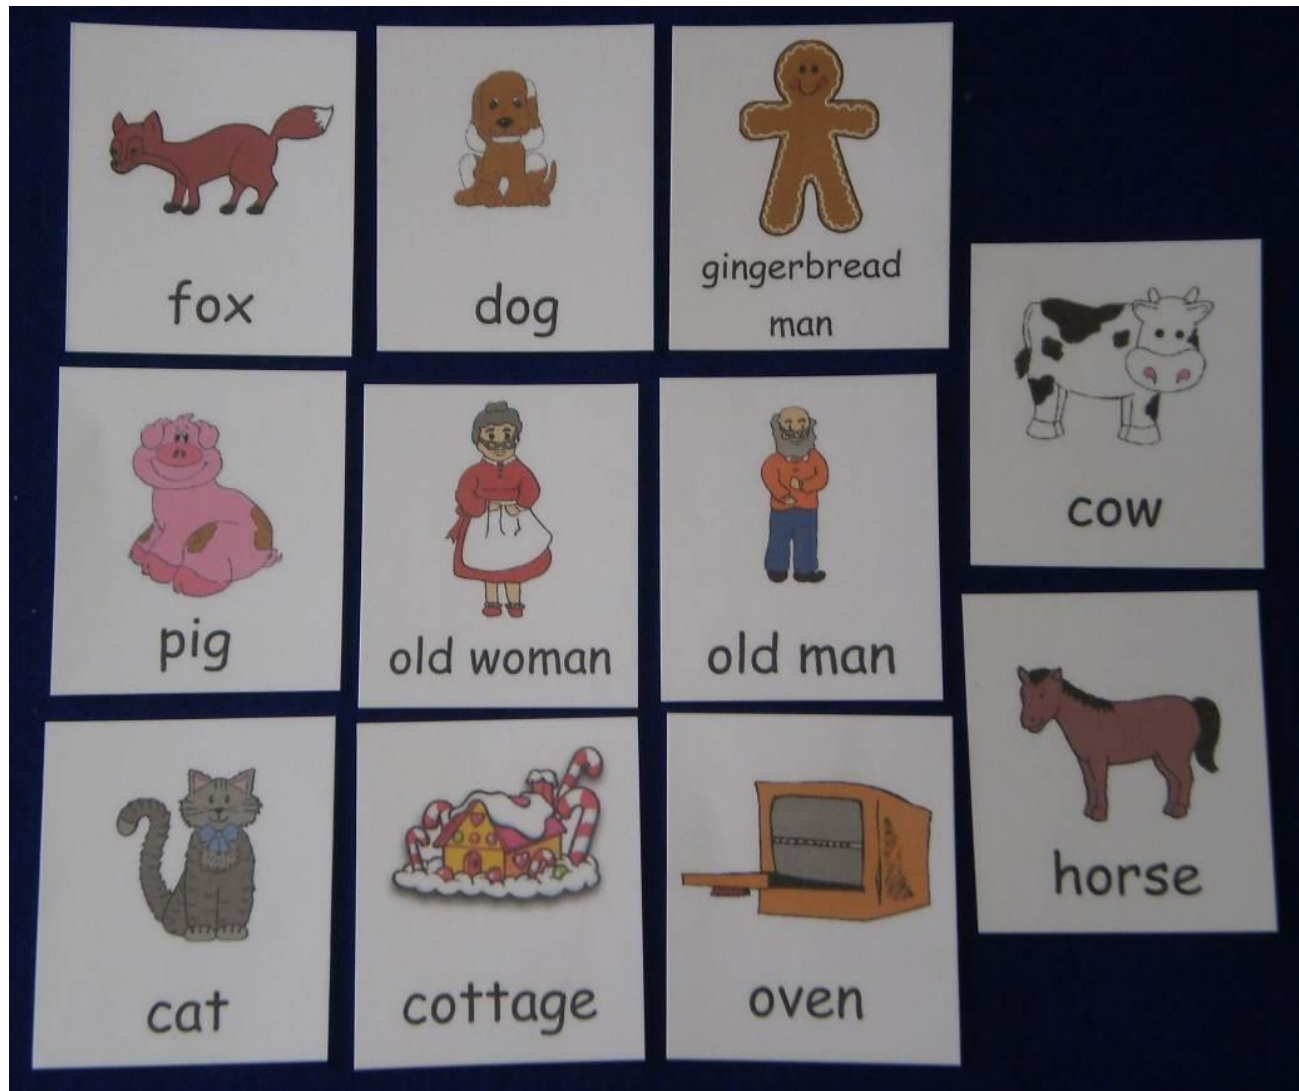 fox
dog
gingerbread
man
cow
pig
old woman
old man
horse
cat
cottage
oven